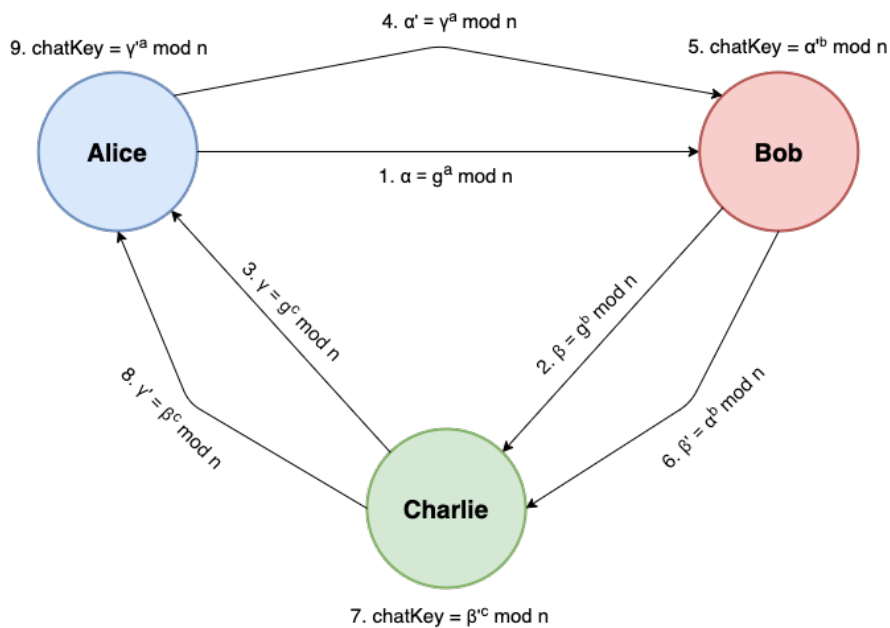 4. α' = γᵃ mod n
9. chatKey = γ'ᵃ mod n
5. chatKey = α'ᵇ mod n
Alice
Bob
1. α = gᵃ mod n
3. γ = gᶜ mod n
2. β = gᵇ mod n
8. γ' = βᶜ mod n
6. β' = αᵇ mod n
Charlie
7. chatKey = β'ᶜ mod n